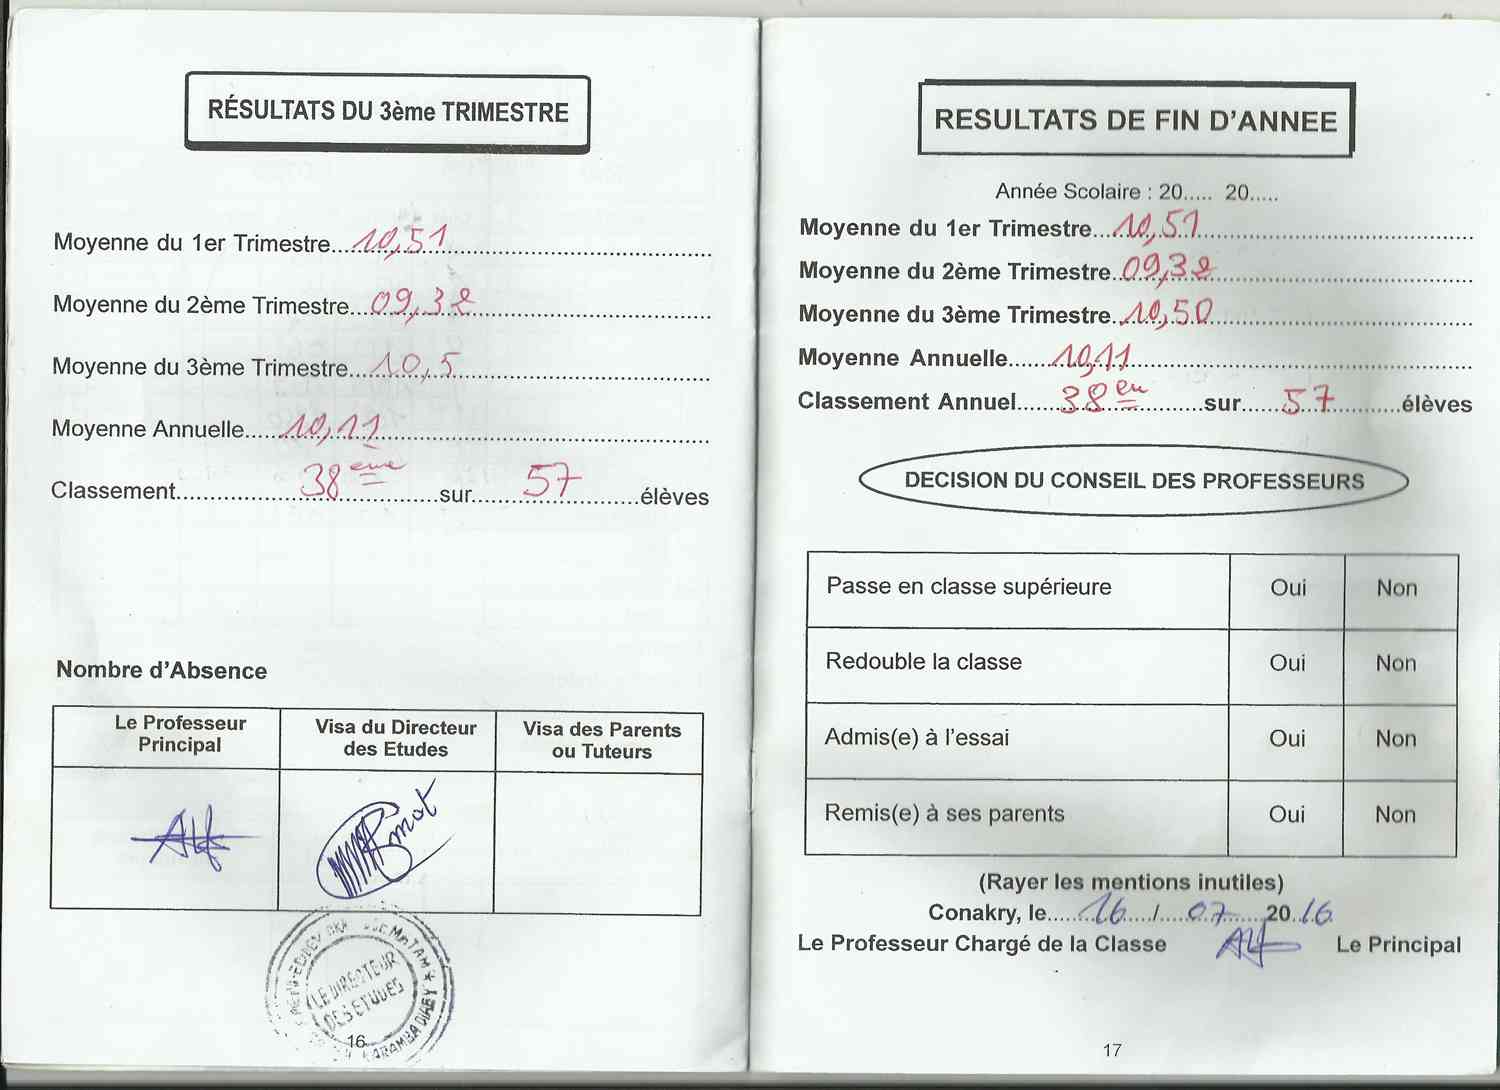 RÉSULTATS DU 3ème TRIMESTRE
Moyenne du 1er Trimestre...10,51
Moyenne du 2ème Trimestre...09,32
Moyenne du 3ème Trimestre...10,5
Moyenne Annuelle...10,11
Classement...38ème...sur...57...élèves
Nombre d'Absence
Le Professeur Principal
Visa du Directeur des Etudes
Visa des Parents ou Tuteurs
LE DIRECTEUR
DES ETUDES
16
RESULTATS DE FIN D'ANNEE
Année Scolaire : 20..... 20.....
Moyenne du 1er Trimestre...10,51
Moyenne du 2ème Trimestre...09,32
Moyenne du 3ème Trimestre...10,50
Moyenne Annuelle...10,11
Classement Annuel...38em...sur...57...élèves
DECISION DU CONSEIL DES PROFESSEURS
Passe en classe supérieure Oui Non
Redouble la classe Oui Non
Admis(e) à l'essai Oui Non
Remis(e) à ses parents Oui Non
(Rayer les mentions inutiles)
Conakry, le...16.../...07...2016
Le Professeur Chargé de la Classe Le Principal
17